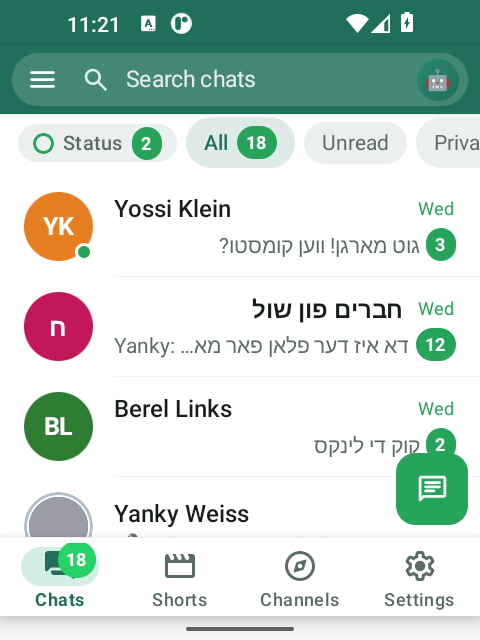 11:21
Search chats
Status 2
All 18
Unread
Priva
YK
Yossi Klein
Wed
גוט מארגן! ווען קומסטו?
3
ח
חברים פון שול
Wed
Yanky: דא איז דער פלאן פאר מא...
12
BL
Berel Links
Wed
קוק די לינקס
2
Yanky Weiss
18
Chats
Shorts
Channels
Settings